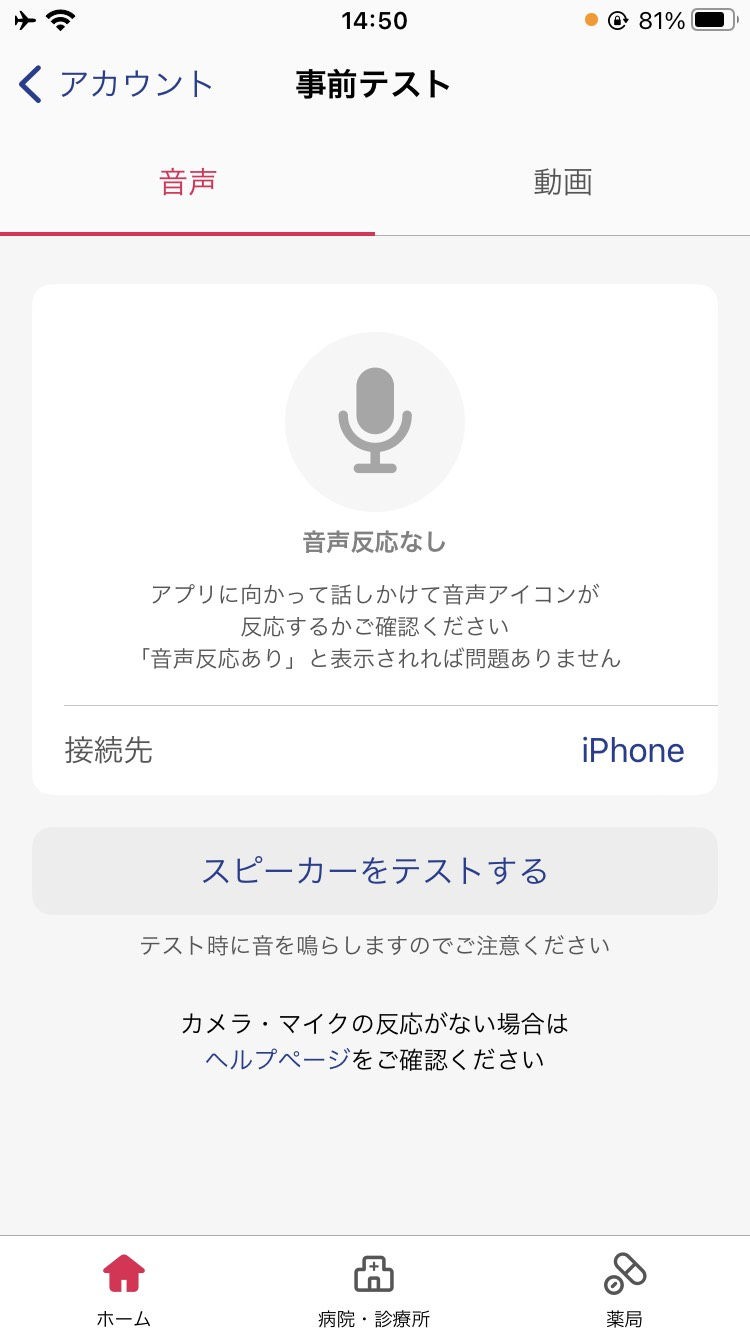 14:50
81%
アカウント
事前テスト
音声
動画
音声反応なし
アプリに向かって話しかけて音声アイコンが
反応するかご確認ください
「音声反応あり」と表示されれば問題ありません
接続先
iPhone
スピーカーをテストする
テスト時に音を鳴らしますのでご注意ください
カメラ・マイクの反応がない場合は
ヘルプページをご確認ください
ホーム
病院・診療所
薬局